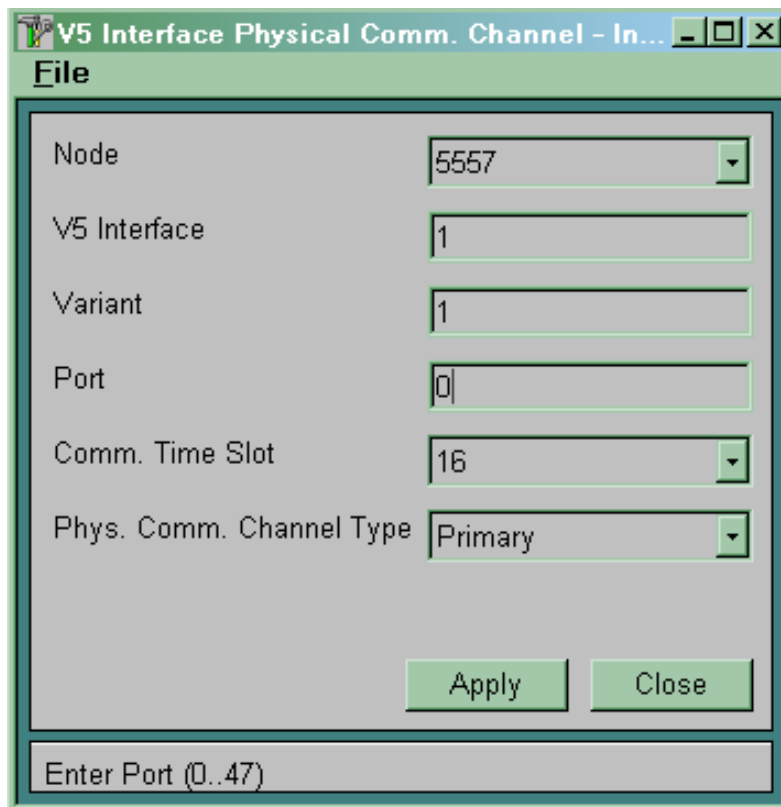 V5 Interface Physical Comm. Channel - In...
File
Node 5557
V5 Interface 1
Variant 1
Port 0
Comm. Time Slot 16
Phys. Comm. Channel Type Primary
Apply Close
Enter Port (0..47)